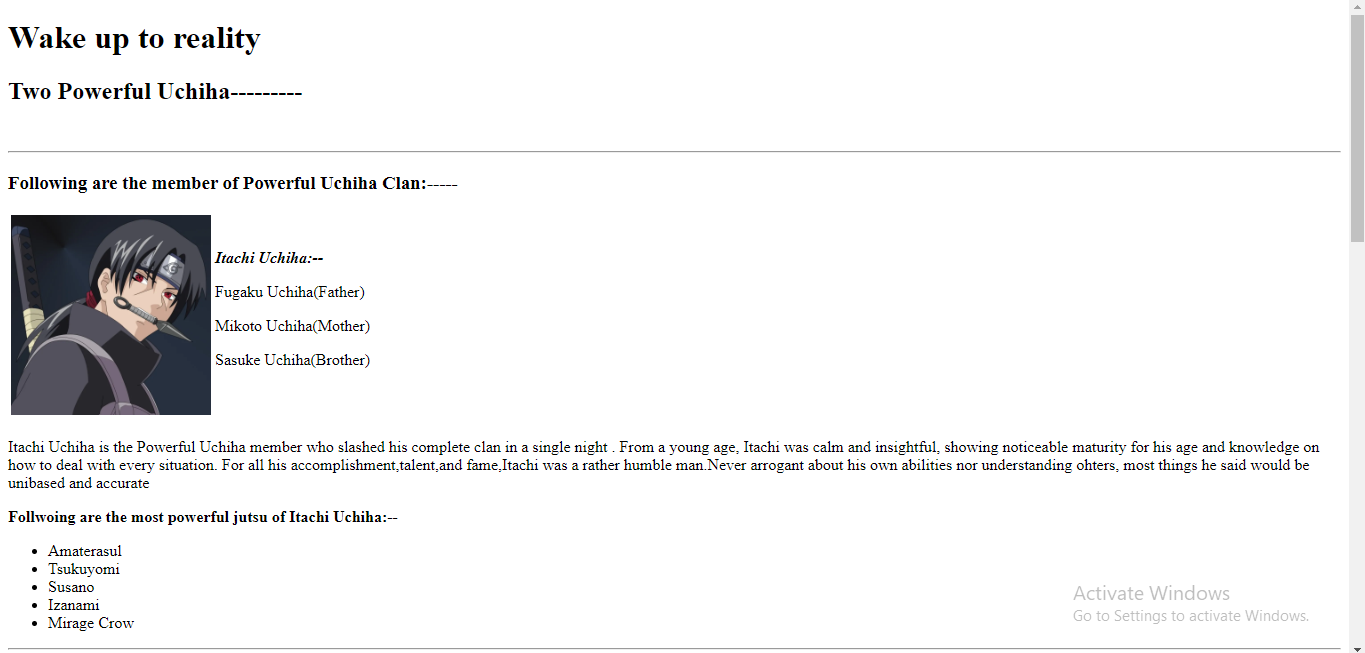 Wake up to reality
Two Powerful Uchiha---------
Following are the member of Powerful Uchiha Clan:-----
Itachi Uchiha:--
Fugaku Uchiha(Father)
Mikoto Uchiha(Mother)
Sasuke Uchiha(Brother)
Itachi Uchiha is the Powerful Uchiha member who slashed his complete clan in a single night . From a young age, Itachi was calm and insightful, showing noticeable maturity for his age and knowledge on
how to deal with every situation. For all his accomplishment,talent,and fame,Itachi was a rather humble man.Never arrogant about his own abilities nor understanding ohters, most things he said would be
unibased and accurate
Follwoing are the most powerful jutsu of Itachi Uchiha:--
• Amaterasul
• Tsukuyomi
• Susano
• Izanami
• Mirage Crow
Activate Windows
Go to Settings to activate Windows.